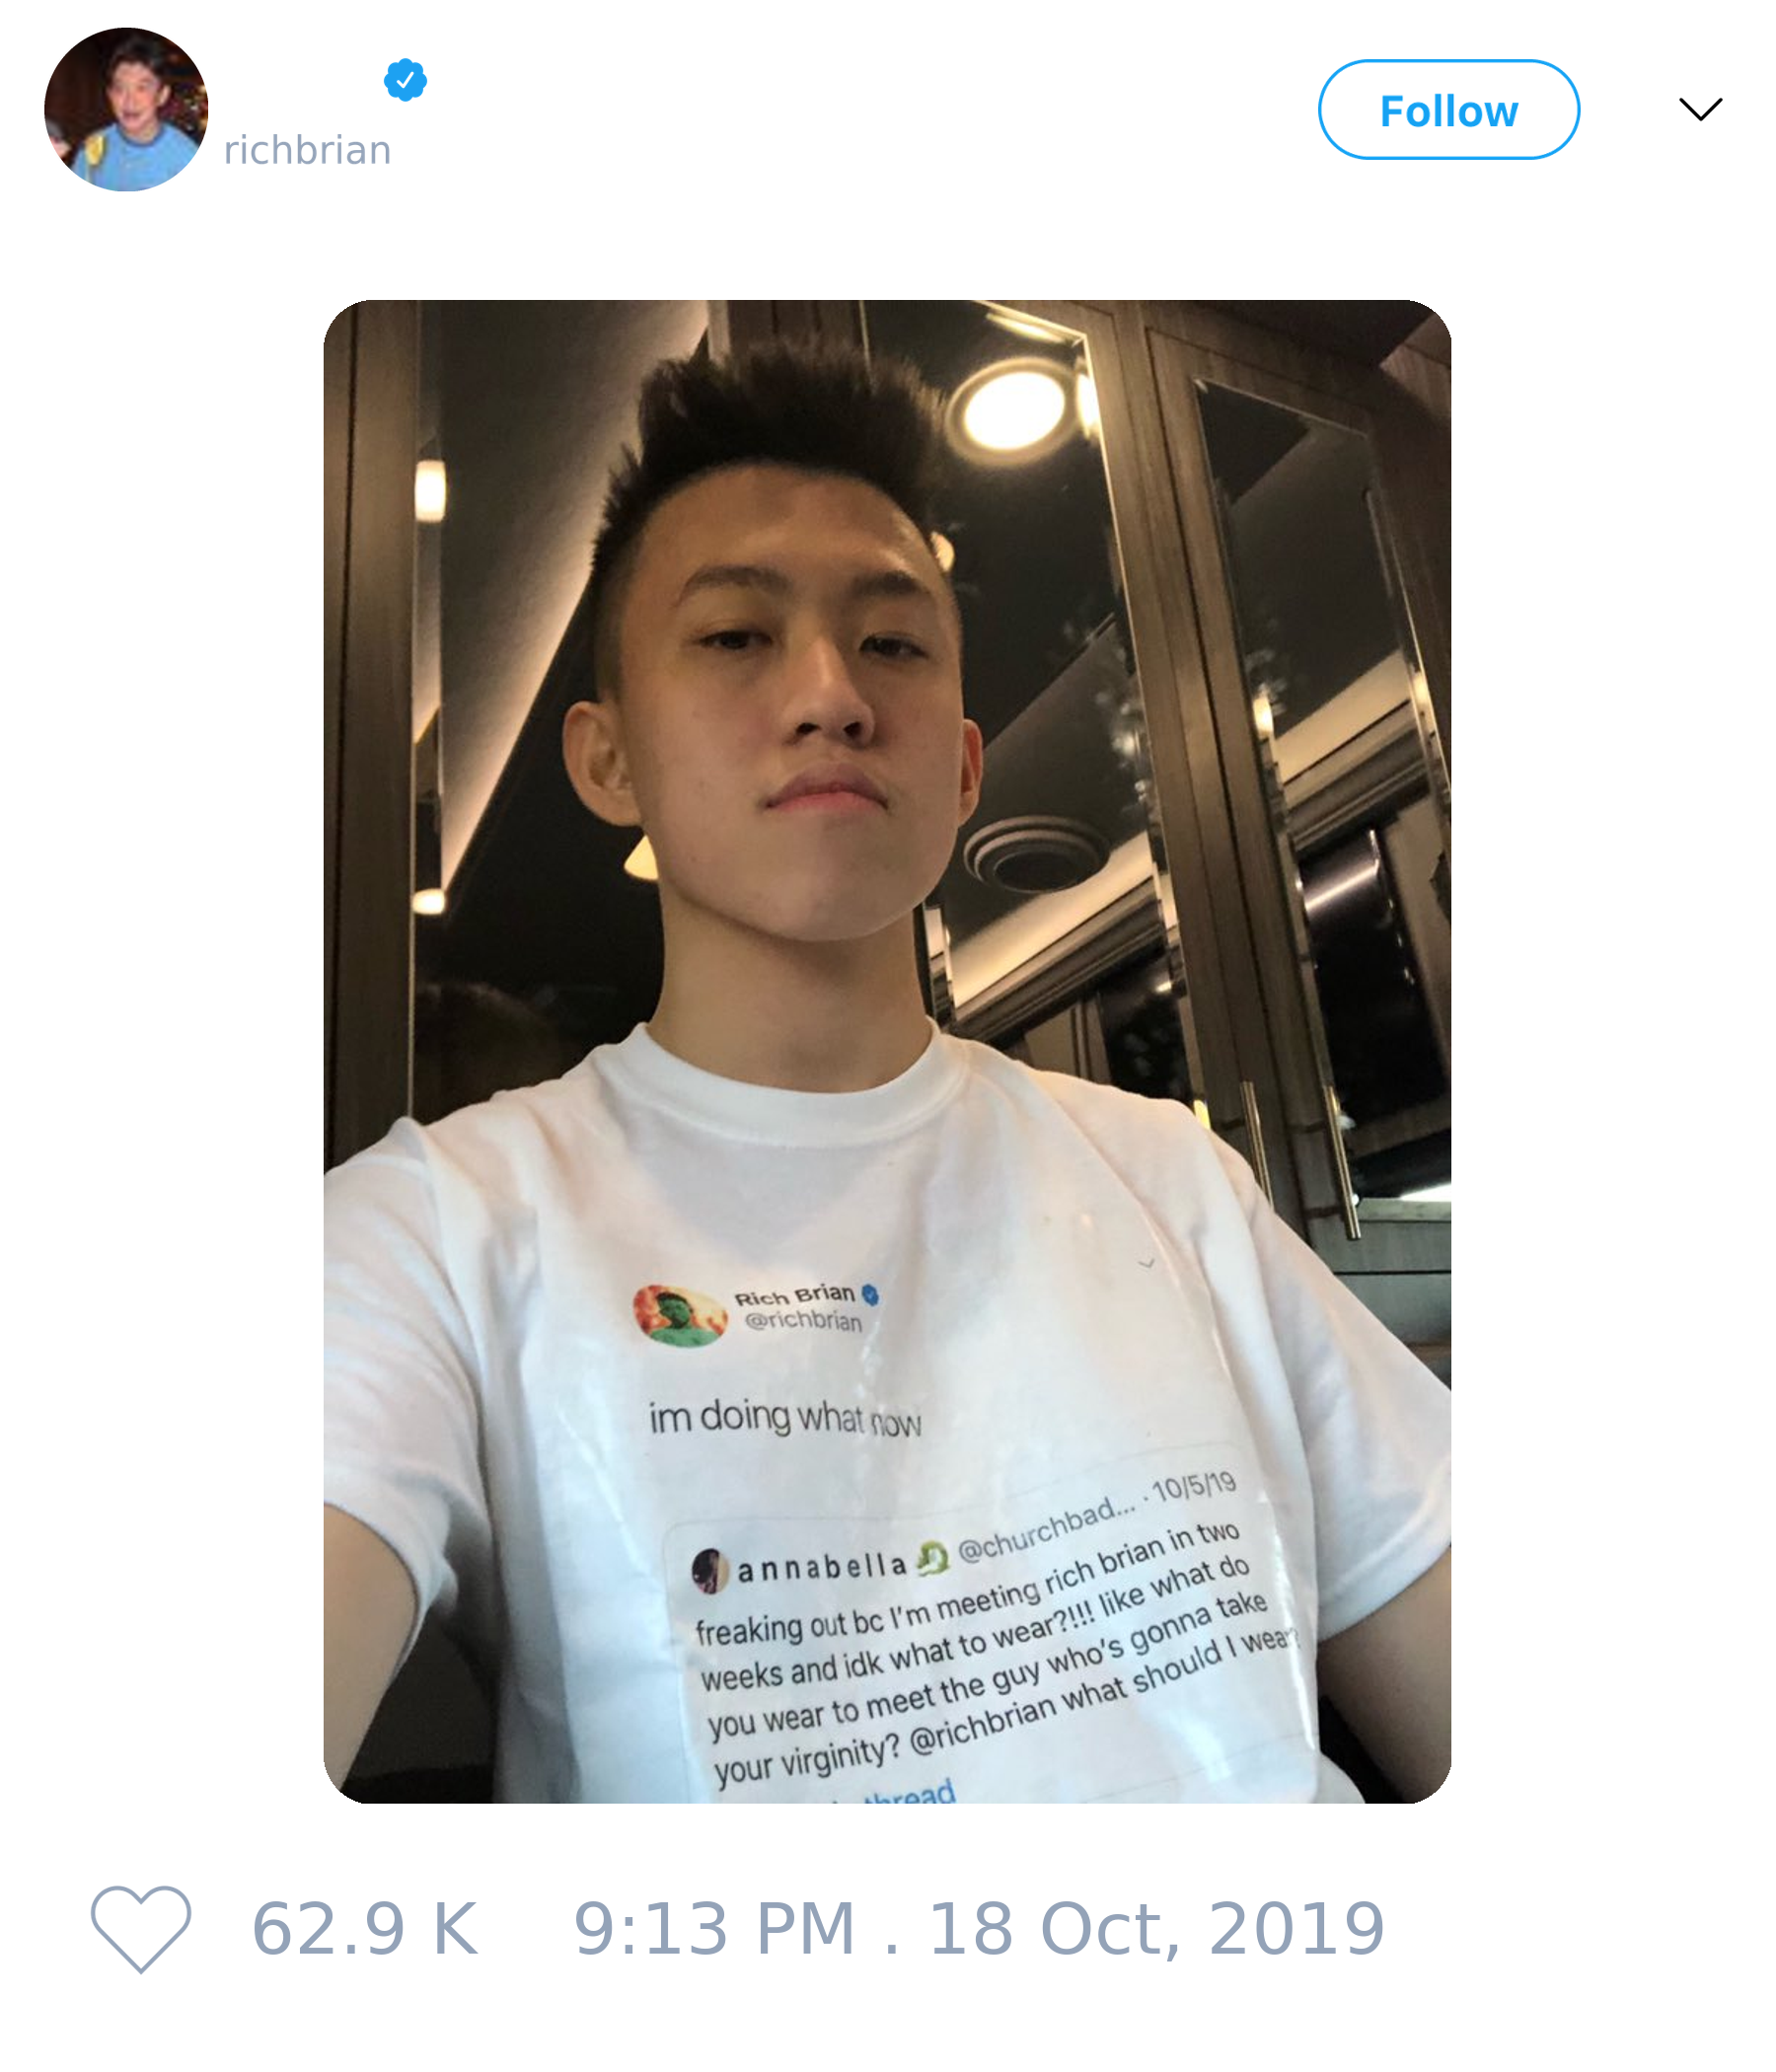 richbrian
Follow
Rich Brian
@richbrian
im doing what now
annabella @churchbad... · 10/5/19
freaking out bc I'm meeting rich brian in two
weeks and idk what to wear?!!! like what do
you wear to meet the guy who's gonna take
your virginity? @richbrian what should I wear?
thread
62.9 K 9:13 PM . 18 Oct, 2019